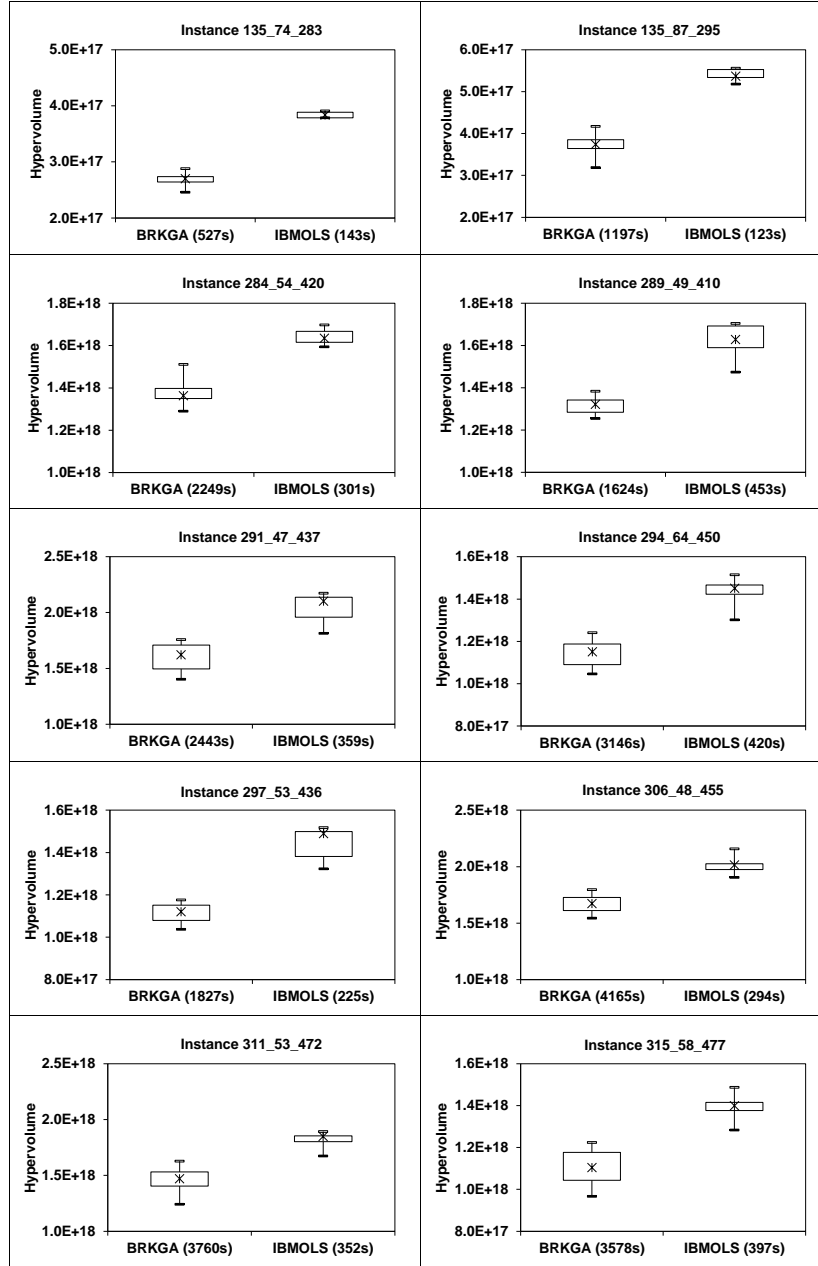 Instance 135_74_283
Hypervolume
5.0E+17
4.0E+17
3.0E+17
2.0E+17
BRKGA (527s)
IBMOLS (143s)
Instance 135_87_295
Hypervolume
6.0E+17
5.0E+17
4.0E+17
3.0E+17
2.0E+17
BRKGA (1197s)
IBMOLS (123s)
Instance 284_54_420
Hypervolume
1.8E+18
1.6E+18
1.4E+18
1.2E+18
1.0E+18
BRKGA (2249s)
IBMOLS (301s)
Instance 289_49_410
Hypervolume
1.8E+18
1.6E+18
1.4E+18
1.2E+18
1.0E+18
BRKGA (1624s)
IBMOLS (453s)
Instance 291_47_437
Hypervolume
2.5E+18
2.0E+18
1.5E+18
1.0E+18
BRKGA (2443s)
IBMOLS (359s)
Instance 294_64_450
Hypervolume
1.6E+18
1.4E+18
1.2E+18
1.0E+18
8.0E+17
BRKGA (3146s)
IBMOLS (420s)
Instance 297_53_436
Hypervolume
1.6E+18
1.4E+18
1.2E+18
1.0E+18
8.0E+17
BRKGA (1827s)
IBMOLS (225s)
Instance 306_48_455
Hypervolume
2.5E+18
2.0E+18
1.5E+18
1.0E+18
BRKGA (4165s)
IBMOLS (294s)
Instance 311_53_472
Hypervolume
2.5E+18
2.0E+18
1.5E+18
1.0E+18
BRKGA (3760s)
IBMOLS (352s)
Instance 315_58_477
Hypervolume
1.6E+18
1.4E+18
1.2E+18
1.0E+18
8.0E+17
BRKGA (3578s)
IBMOLS (397s)